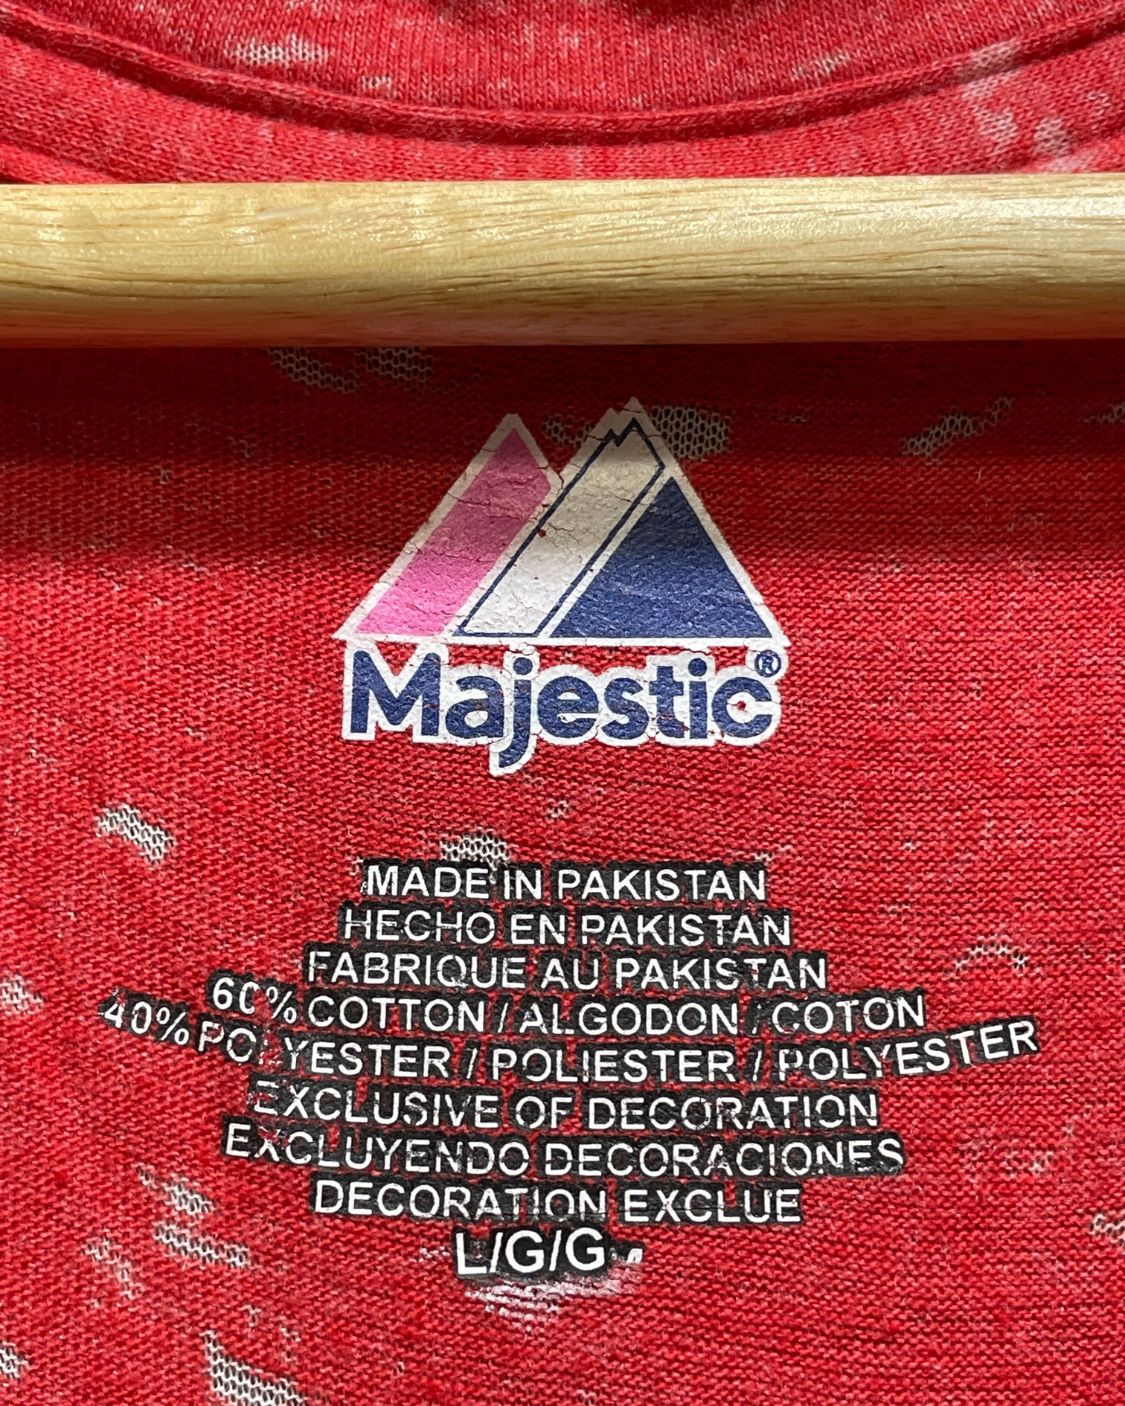 Majestic®
MADE IN PAKISTAN
HECHO EN PAKISTAN
FABRIQUE AU PAKISTAN
60% COTTON / ALGODON / COTON
40% POLYESTER / POLIESTER / POLYESTER
EXCLUSIVE OF DECORATION
EXCLUYENDO DECORACIONES
DECORATION EXCLUE
L/G/G